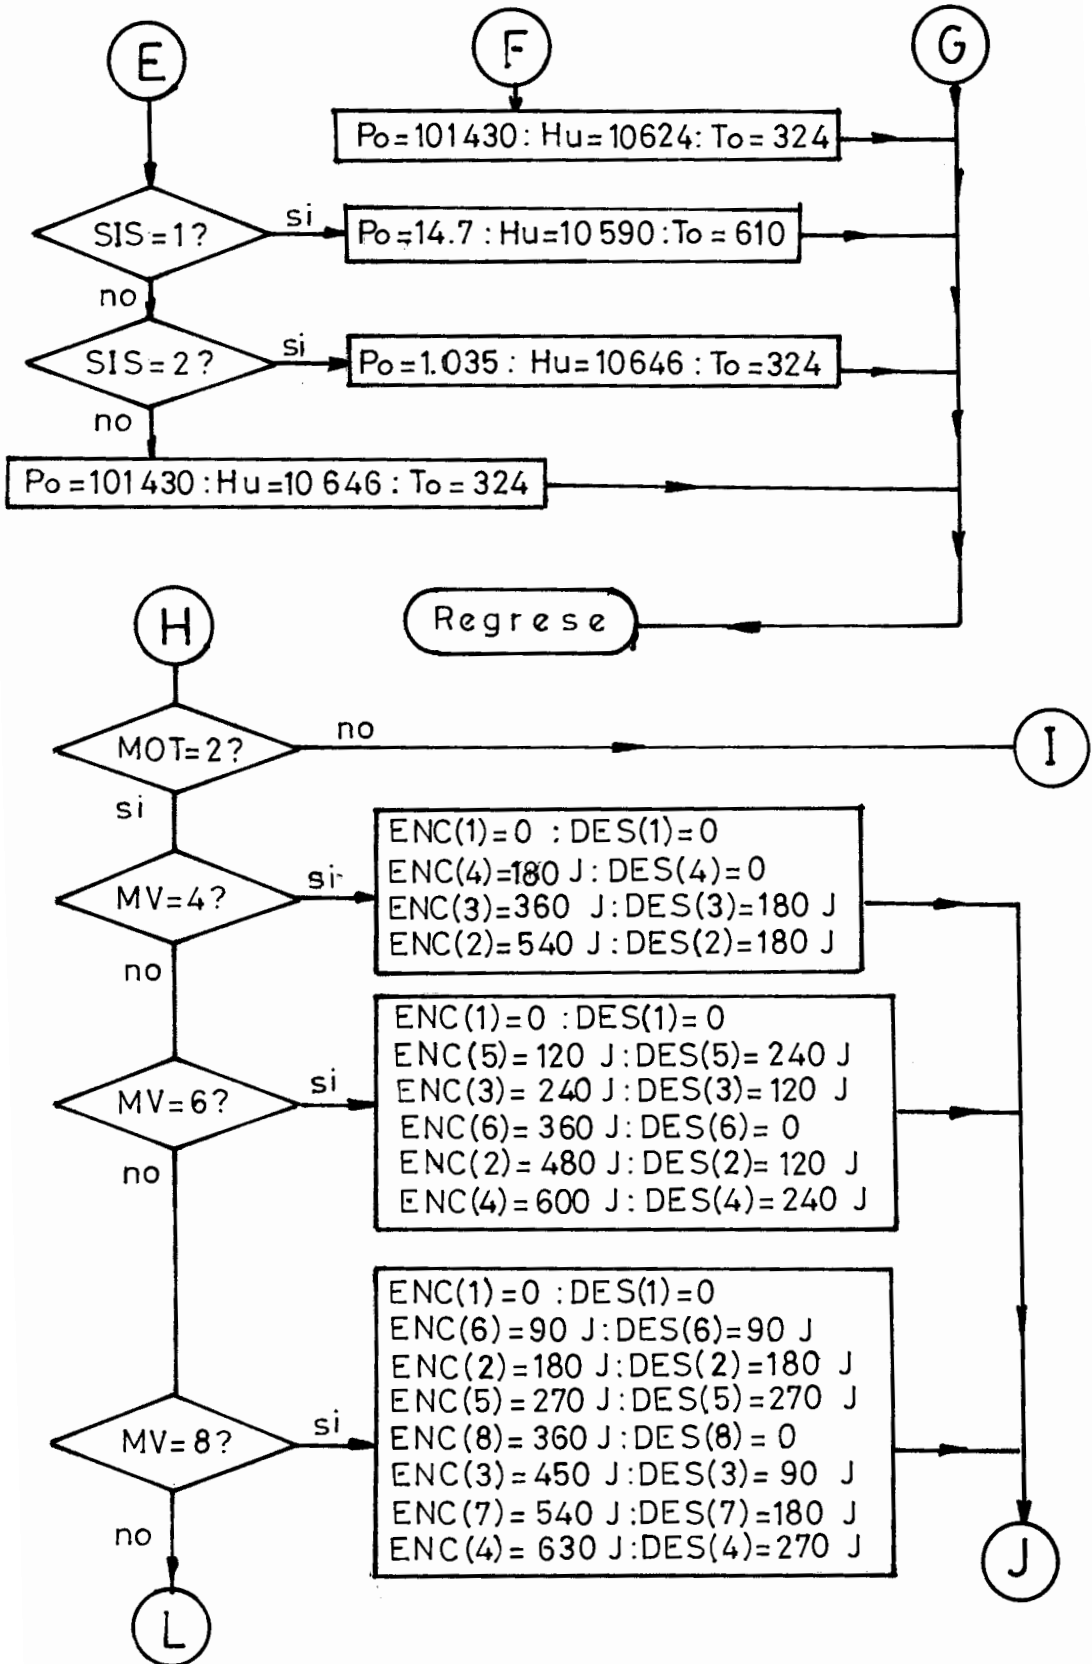 E
F
G
Po=101430: Hu=10624: To=324
SIS=1?
si
Po=14.7 : Hu=10590 :To=610
no
SIS=2?
si
Po=1.035 : Hu=10646 : To=324
no
Po=101430 :Hu=10646 : To=324
H
Regrese
MOT=2?
no
I
si
MV=4?
si
ENC(1)=0 :DES(1)=0
ENC(4)=180 J: DES(4)=0
ENC(3)=360 J:DES(3)=180 J
ENC(2)=540 J:DES(2)=180 J
no
MV=6?
si
ENC(1)=0 :DES(1)=0
ENC(5)=120 J:DES(5)=240 J
ENC(3)=240 J:DES(3)=120 J
ENC(6)=360 J:DES(6)=0
ENC(2)=480 J:DES(2)=120 J
ENC(4)=600 J:DES(4)=240 J
no
MV=8?
si
ENC(1)=0 :DES(1)=0
ENC(6)=90 J:DES(6)=90 J
ENC(2)=180 J:DES(2)=180 J
ENC(5)=270 J:DES(5)=270 J
ENC(8)=360 J:DES(8)=0
ENC(3)=450 J:DES(3)=90 J
ENC(7)=540 J:DES(7)=180 J
ENC(4)=630 J:DES(4)=270 J
no
J
L